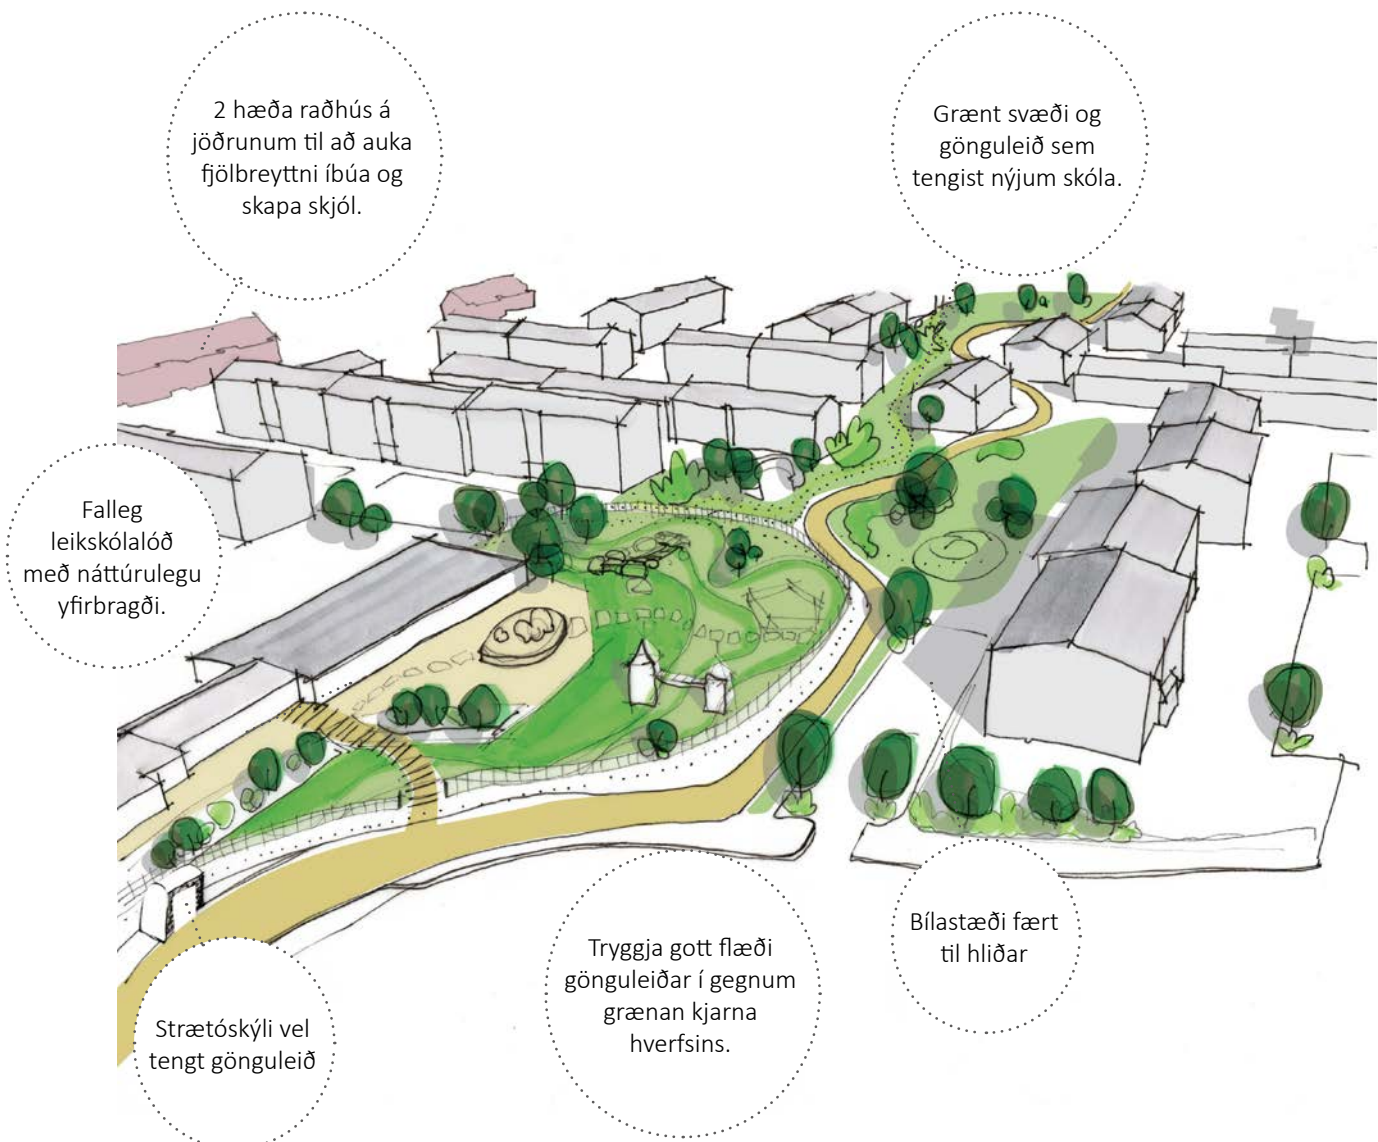 2 hæða raðhús á
jöðrunum til að auka
fjölbreyttni íbúa og
skapa skjól.
Grænt svæði og
gönguleið sem
tengist nýjum skóla.
Falleg
leikskólalóð
með náttúrulegu
yfirbragði.
Strætóskýli vel
tengt gönguleið
Tryggja gott flæði
gönguleiðar í gegnum
grænan kjarna
hverfsins.
Bílastæði fært
til hliðar